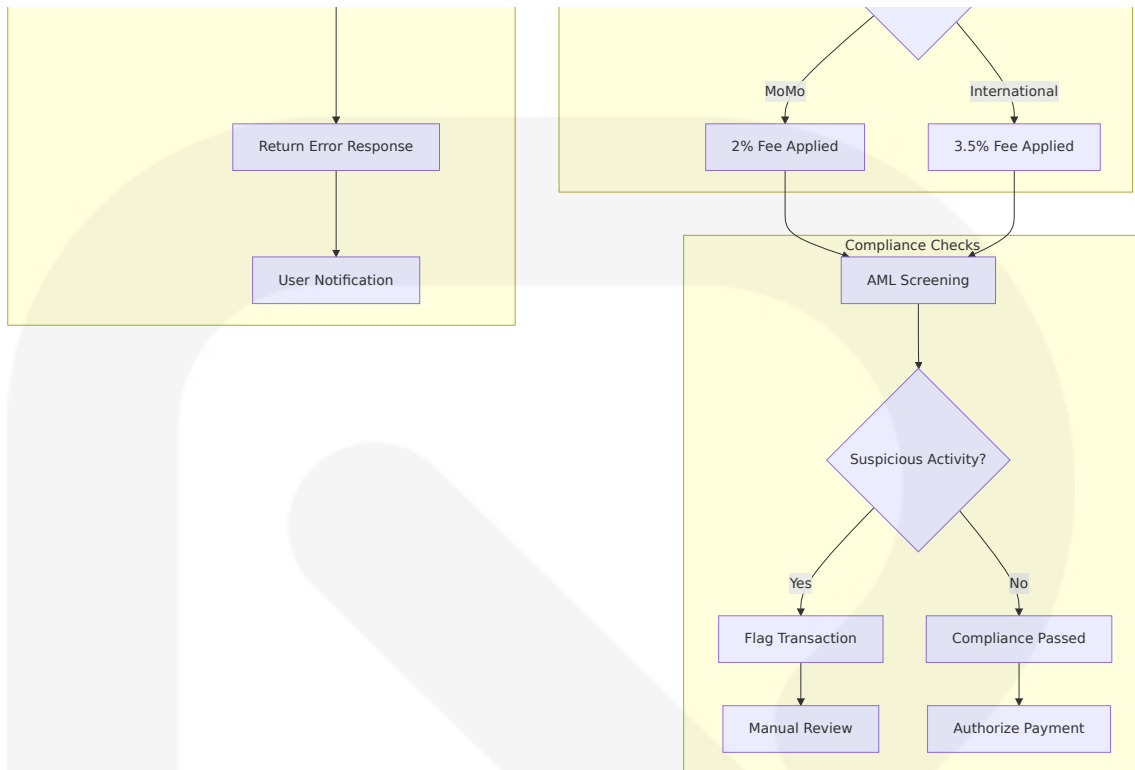 MoMo
International
Return Error Response
2% Fee Applied
3.5% Fee Applied
Compliance Checks
User Notification
AML Screening
Suspicious Activity?
Yes
No
Flag Transaction
Compliance Passed
Manual Review
Authorize Payment